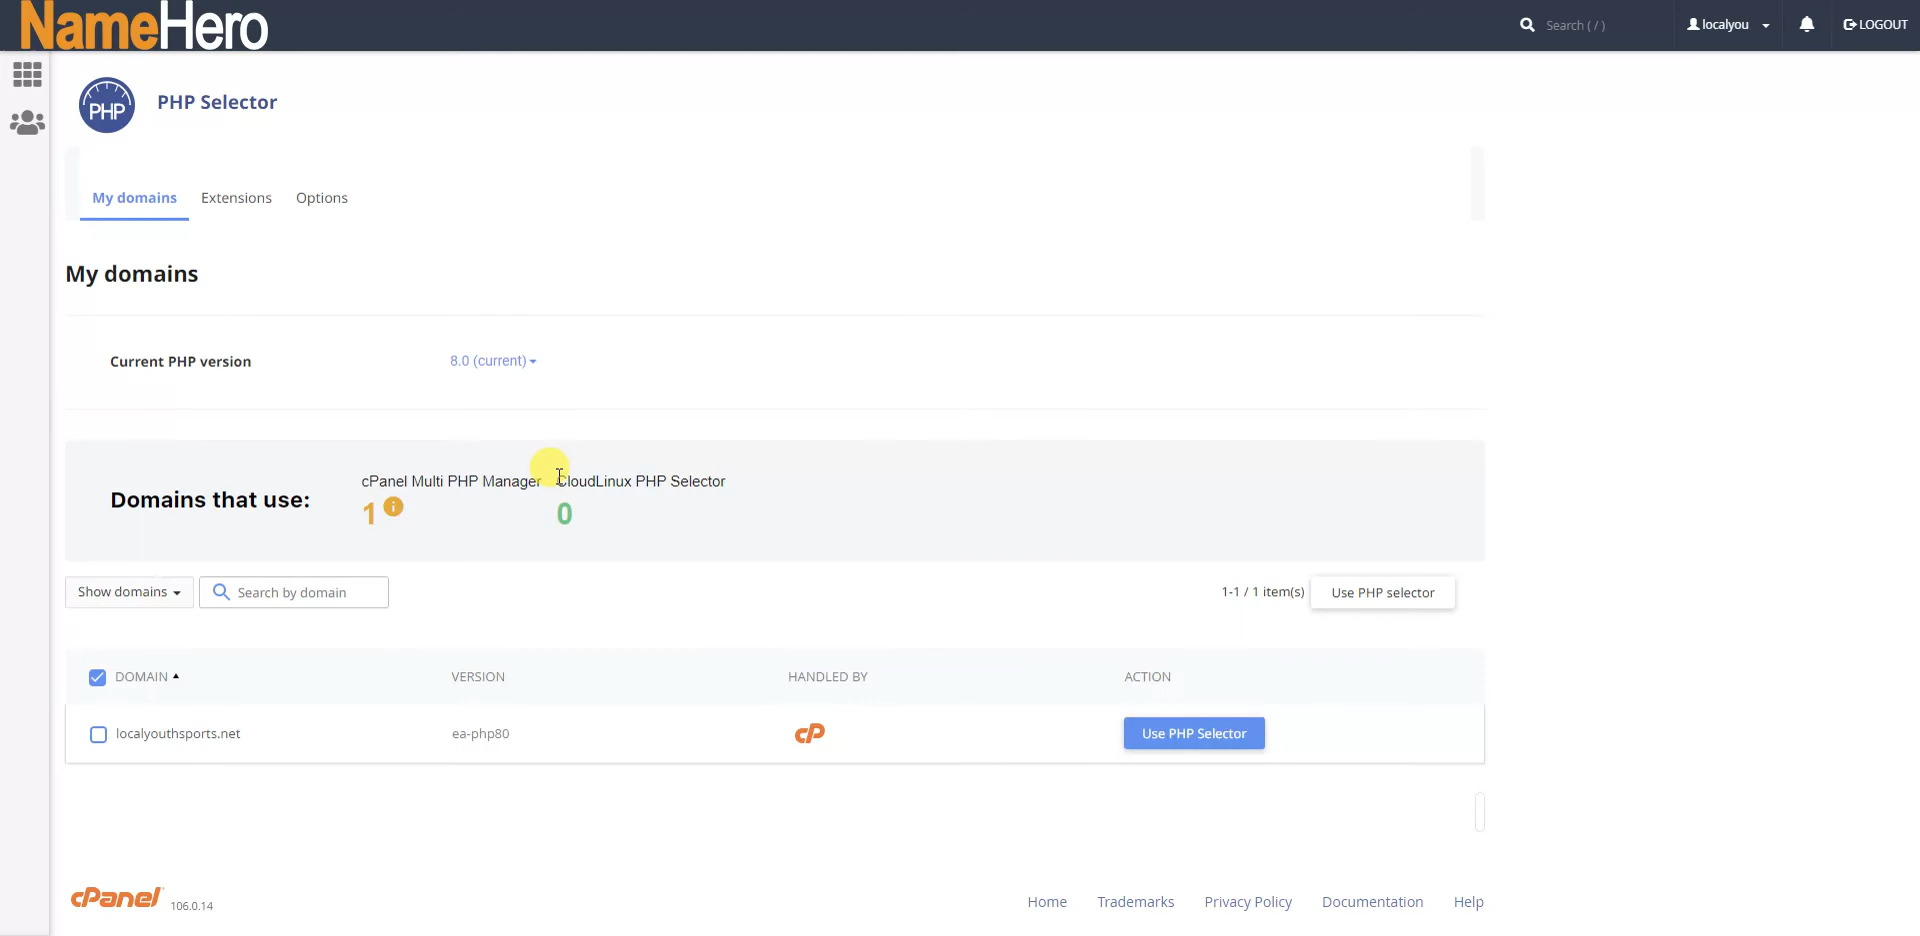 NameHero
Search ( / )
localyou
LOGOUT
PHP
PHP Selector
My domains
Extensions
Options
My domains
Current PHP version
8.0 (current)
Domains that use:
cPanel Multi PHP Manager
CloudLinux PHP Selector
1
i
0
Show domains
Search by domain
1-1 / 1 item(s)
Use PHP selector
DOMAIN
VERSION
HANDLED BY
ACTION
localyouthsports.net
ea-php80
cP
Use PHP Selector
cPanel
106.0.14
Home
Trademarks
Privacy Policy
Documentation
Help